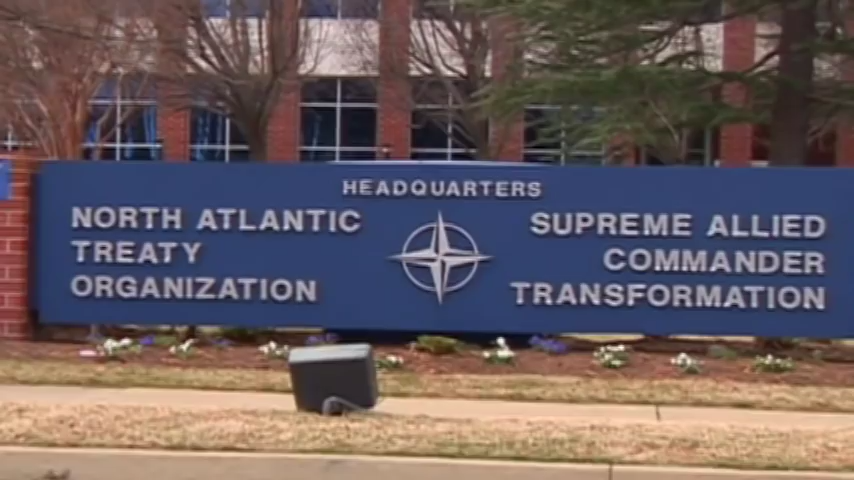 HEADQUARTERS
NORTH ATLANTIC
TREATY
ORGANIZATION
SUPREME ALLIED
COMMANDER
TRANSFORMATION